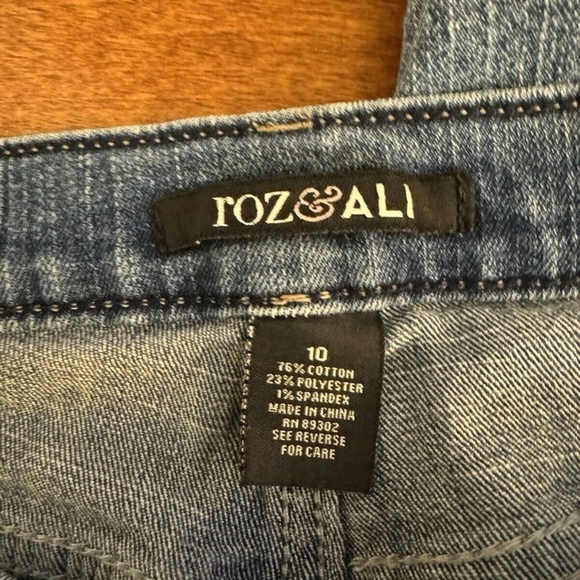 roz&ALI
10
76% COTTON
23% POLYESTER
1% SPANDEX
MADE IN CHINA
RN 89302
SEE REVERSE
FOR CARE